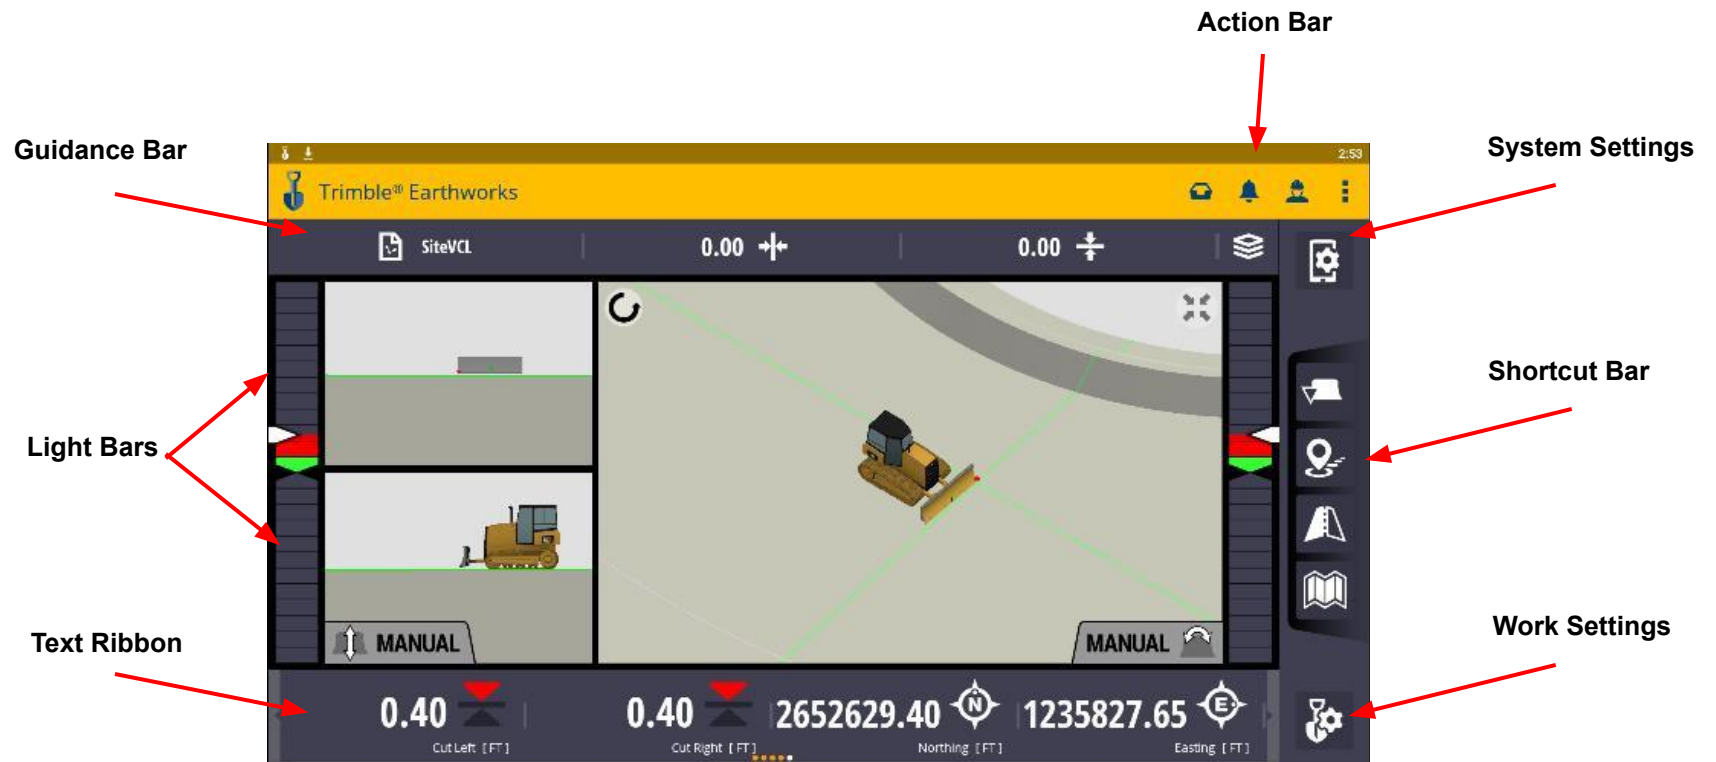 Action Bar
Guidance Bar
System Settings
2:53
Trimble® Earthworks
SiteVCL
0.00
0.00
Shortcut Bar
Light Bars
N
E
MANUAL
MANUAL
Work Settings
Text Ribbon
0.40
0.40
2652629.40
1235827.65
Cut Left [FT]
Cut Right [FT]
Northing [FT]
Easting [FT]